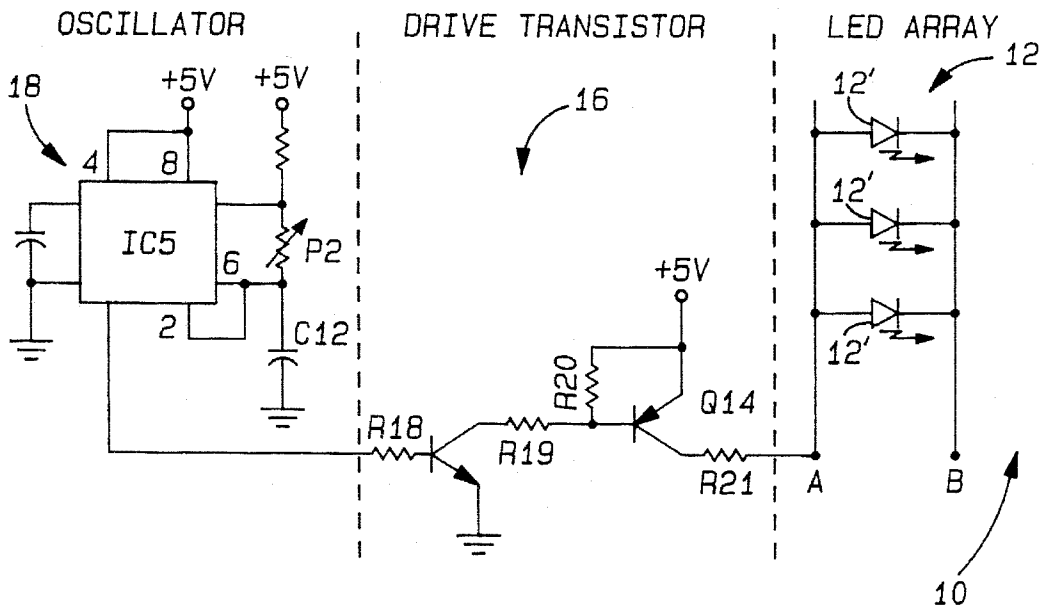 OSCILLATOR
DRIVE TRANSISTOR
LED ARRAY
18
+5V
+5V
16
12
12'
4
8
12'
IC5
6
P2
+5V
2
C12
12'
R20
Q14
R18
R19
R21
A
B
10